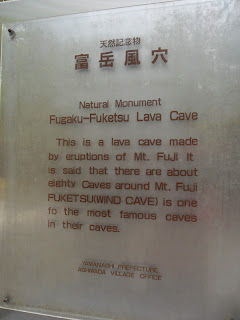 天然記念物
富岳風穴
Natural Monument
Fugaku-Fuketsu Lava Cave
This is a lava cave made
by eruptions of Mt. Fuji It
is said that there are about
eighty Caves around Mt. Fuji
FUKETSU(WIND CAVE) is one
fo the most famous caves
in their caves.
YAMANASHI PREFECTURE
ASHIWADA VILLAGE OFFICE